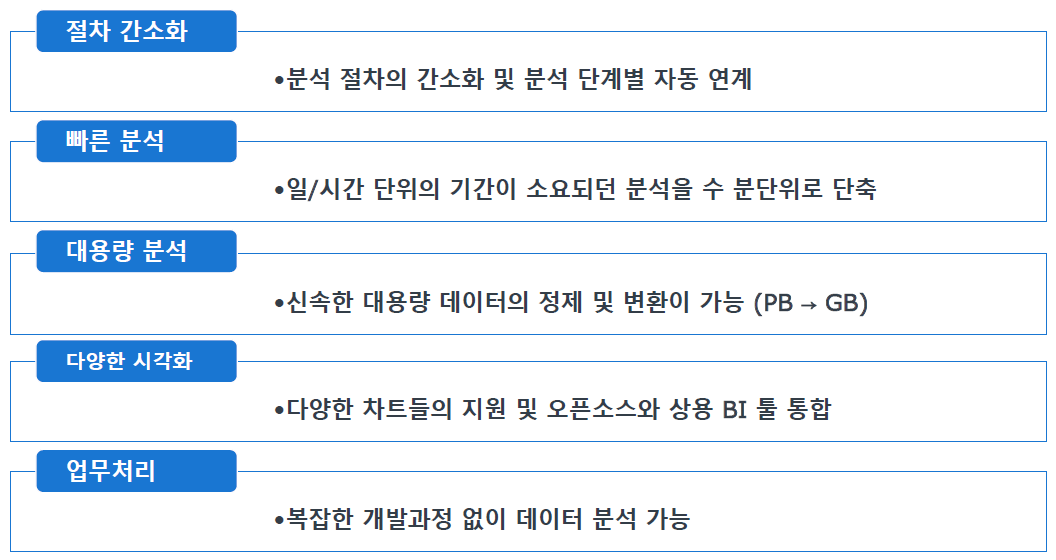 절차 간소화
•분석 절차의 간소화 및 분석 단계별 자동 연계
빠른 분석
•일/시간 단위의 기간이 소요되던 분석을 수 분단위로 단축
대용량 분석
•신속한 대용량 데이터의 정제 및 변환이 가능 (PB → GB)
다양한 시각화
•다양한 차트들의 지원 및 오픈소스와 상용 BI 툴 통합
업무처리
•복잡한 개발과정 없이 데이터 분석 가능